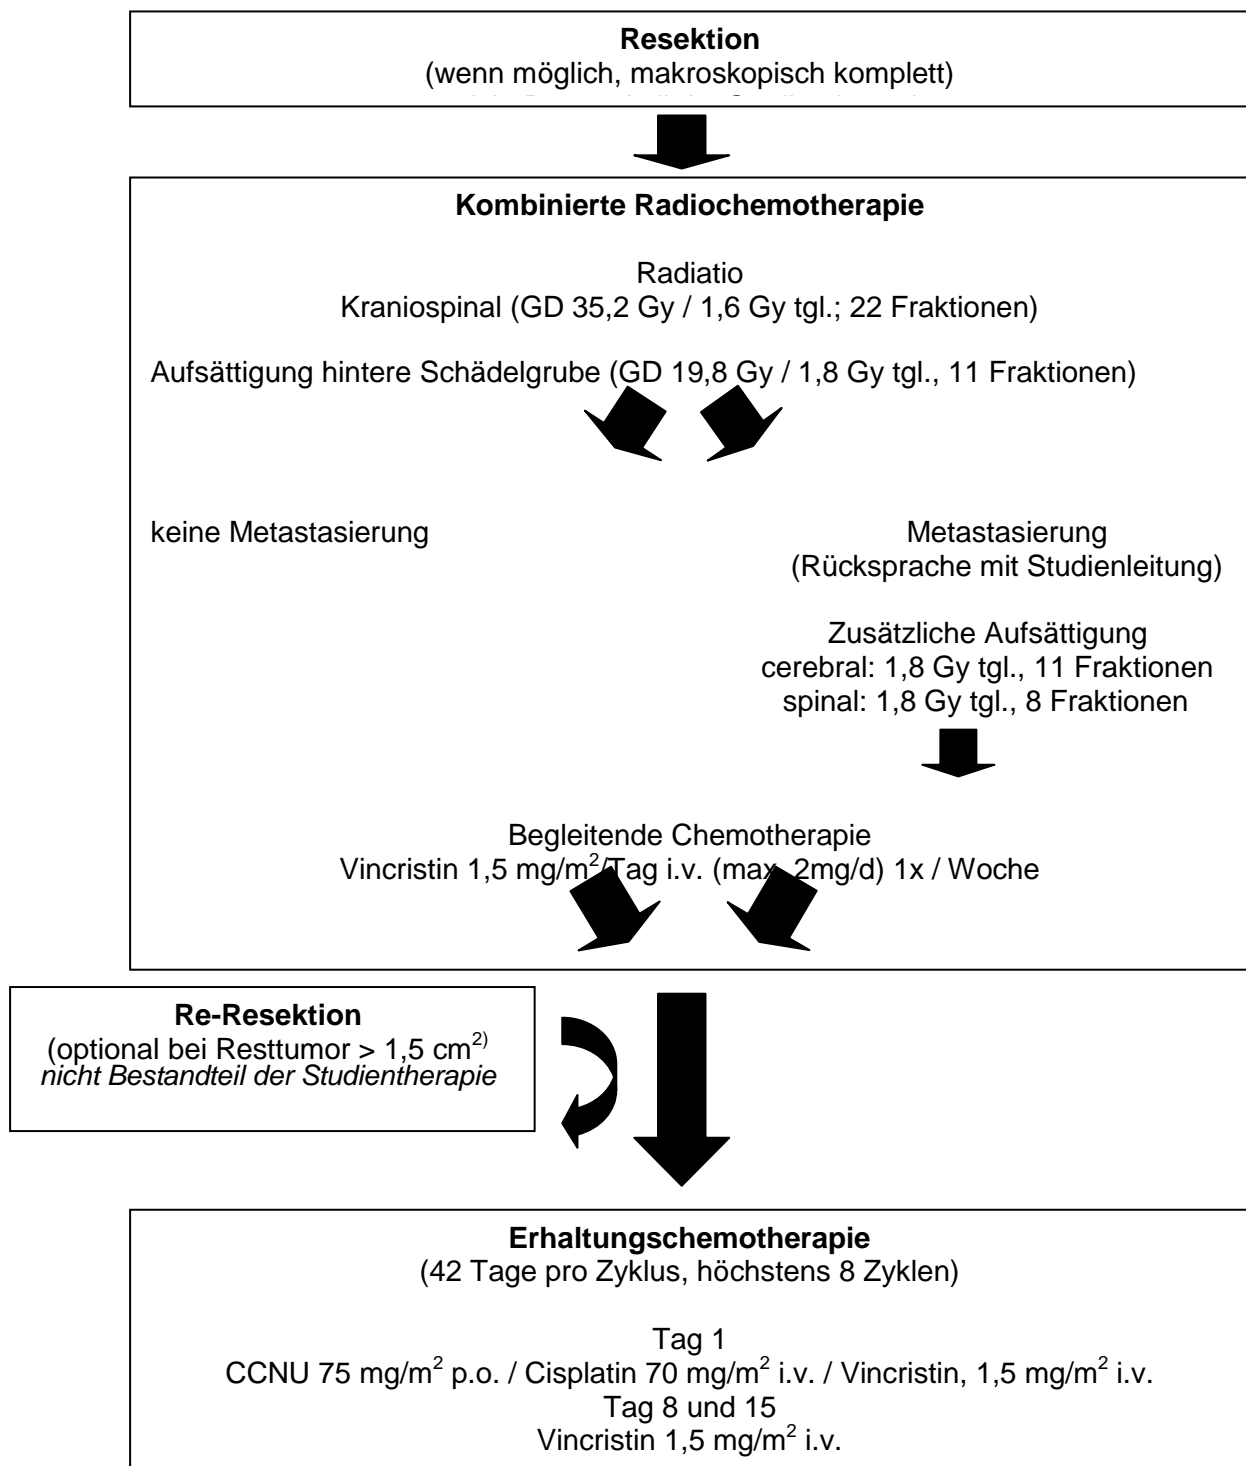 Resektion
(wenn möglich, makroskopisch komplett)
Kombinierte Radiochemotherapie
Radiatio
Kraniospinal (GD 35,2 Gy / 1,6 Gy tgl.; 22 Fraktionen)
Aufsättigung hintere Schädelgrube (GD 19,8 Gy / 1,8 Gy tgl., 11 Fraktionen)
keine Metastasierung
Metastasierung
(Rücksprache mit Studienleitung)
Zusätzliche Aufsättigung
cerebral: 1,8 Gy tgl., 11 Fraktionen
spinal: 1,8 Gy tgl., 8 Fraktionen
Begleitende Chemotherapie
Vincristin 1,5 mg/m²/Tag i.v. (max. 2mg/d) 1x / Woche
Re-Resektion
(optional bei Resttumor > 1,5 cm²⁾
nicht Bestandteil der Studientherapie
Erhaltungschemotherapie
(42 Tage pro Zyklus, höchstens 8 Zyklen)
Tag 1
CCNU 75 mg/m² p.o. / Cisplatin 70 mg/m² i.v. / Vincristin, 1,5 mg/m² i.v.
Tag 8 und 15
Vincristin 1,5 mg/m² i.v.